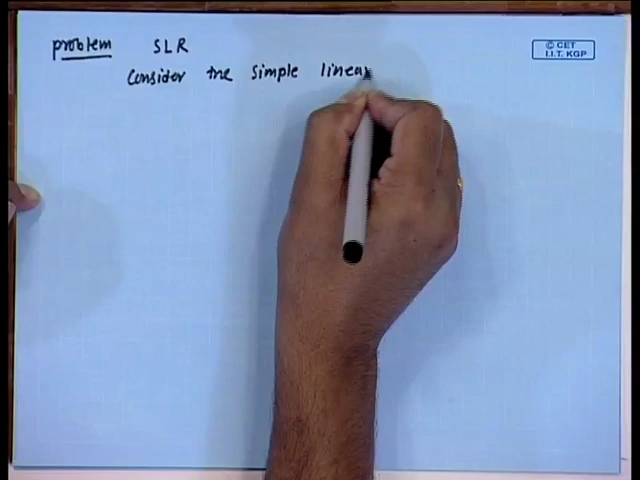 problem SLR
© CET
I.I.T. KGP
Consider the Simple linear